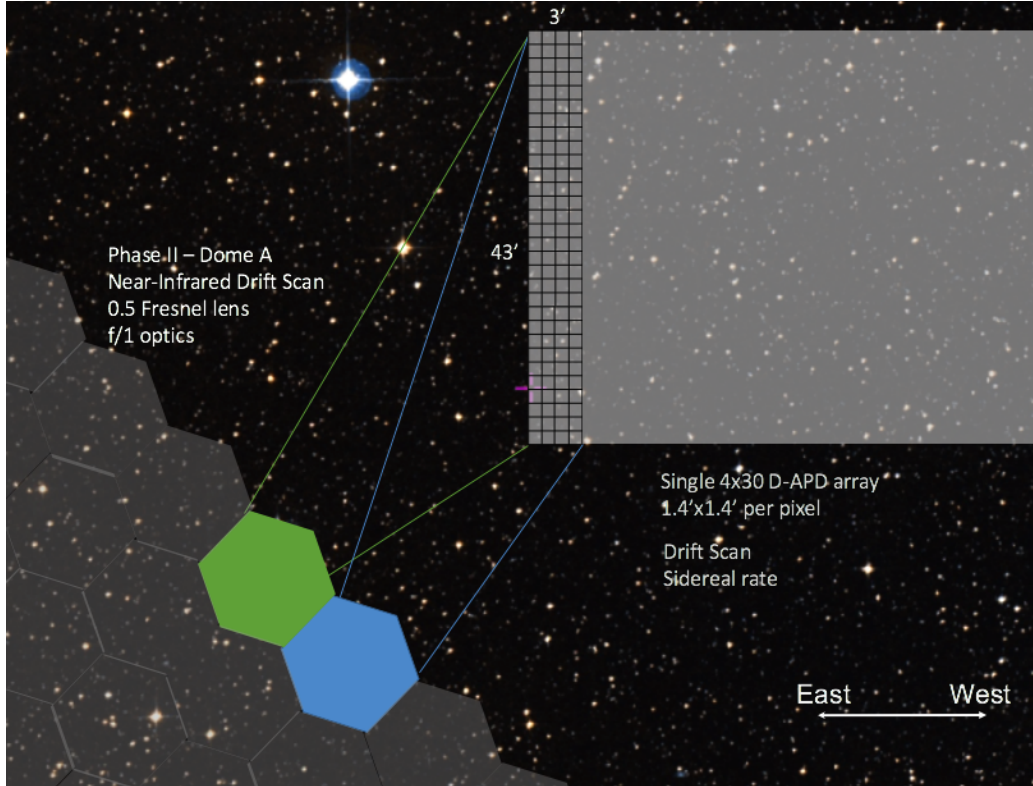 3’
43’
Phase II – Dome A
Near-Infrared Drift Scan
0.5 Fresnel lens
f/1 optics
Single 4x30 D-APD array
1.4’x1.4’ per pixel
Drift Scan
Sidereal rate
East West